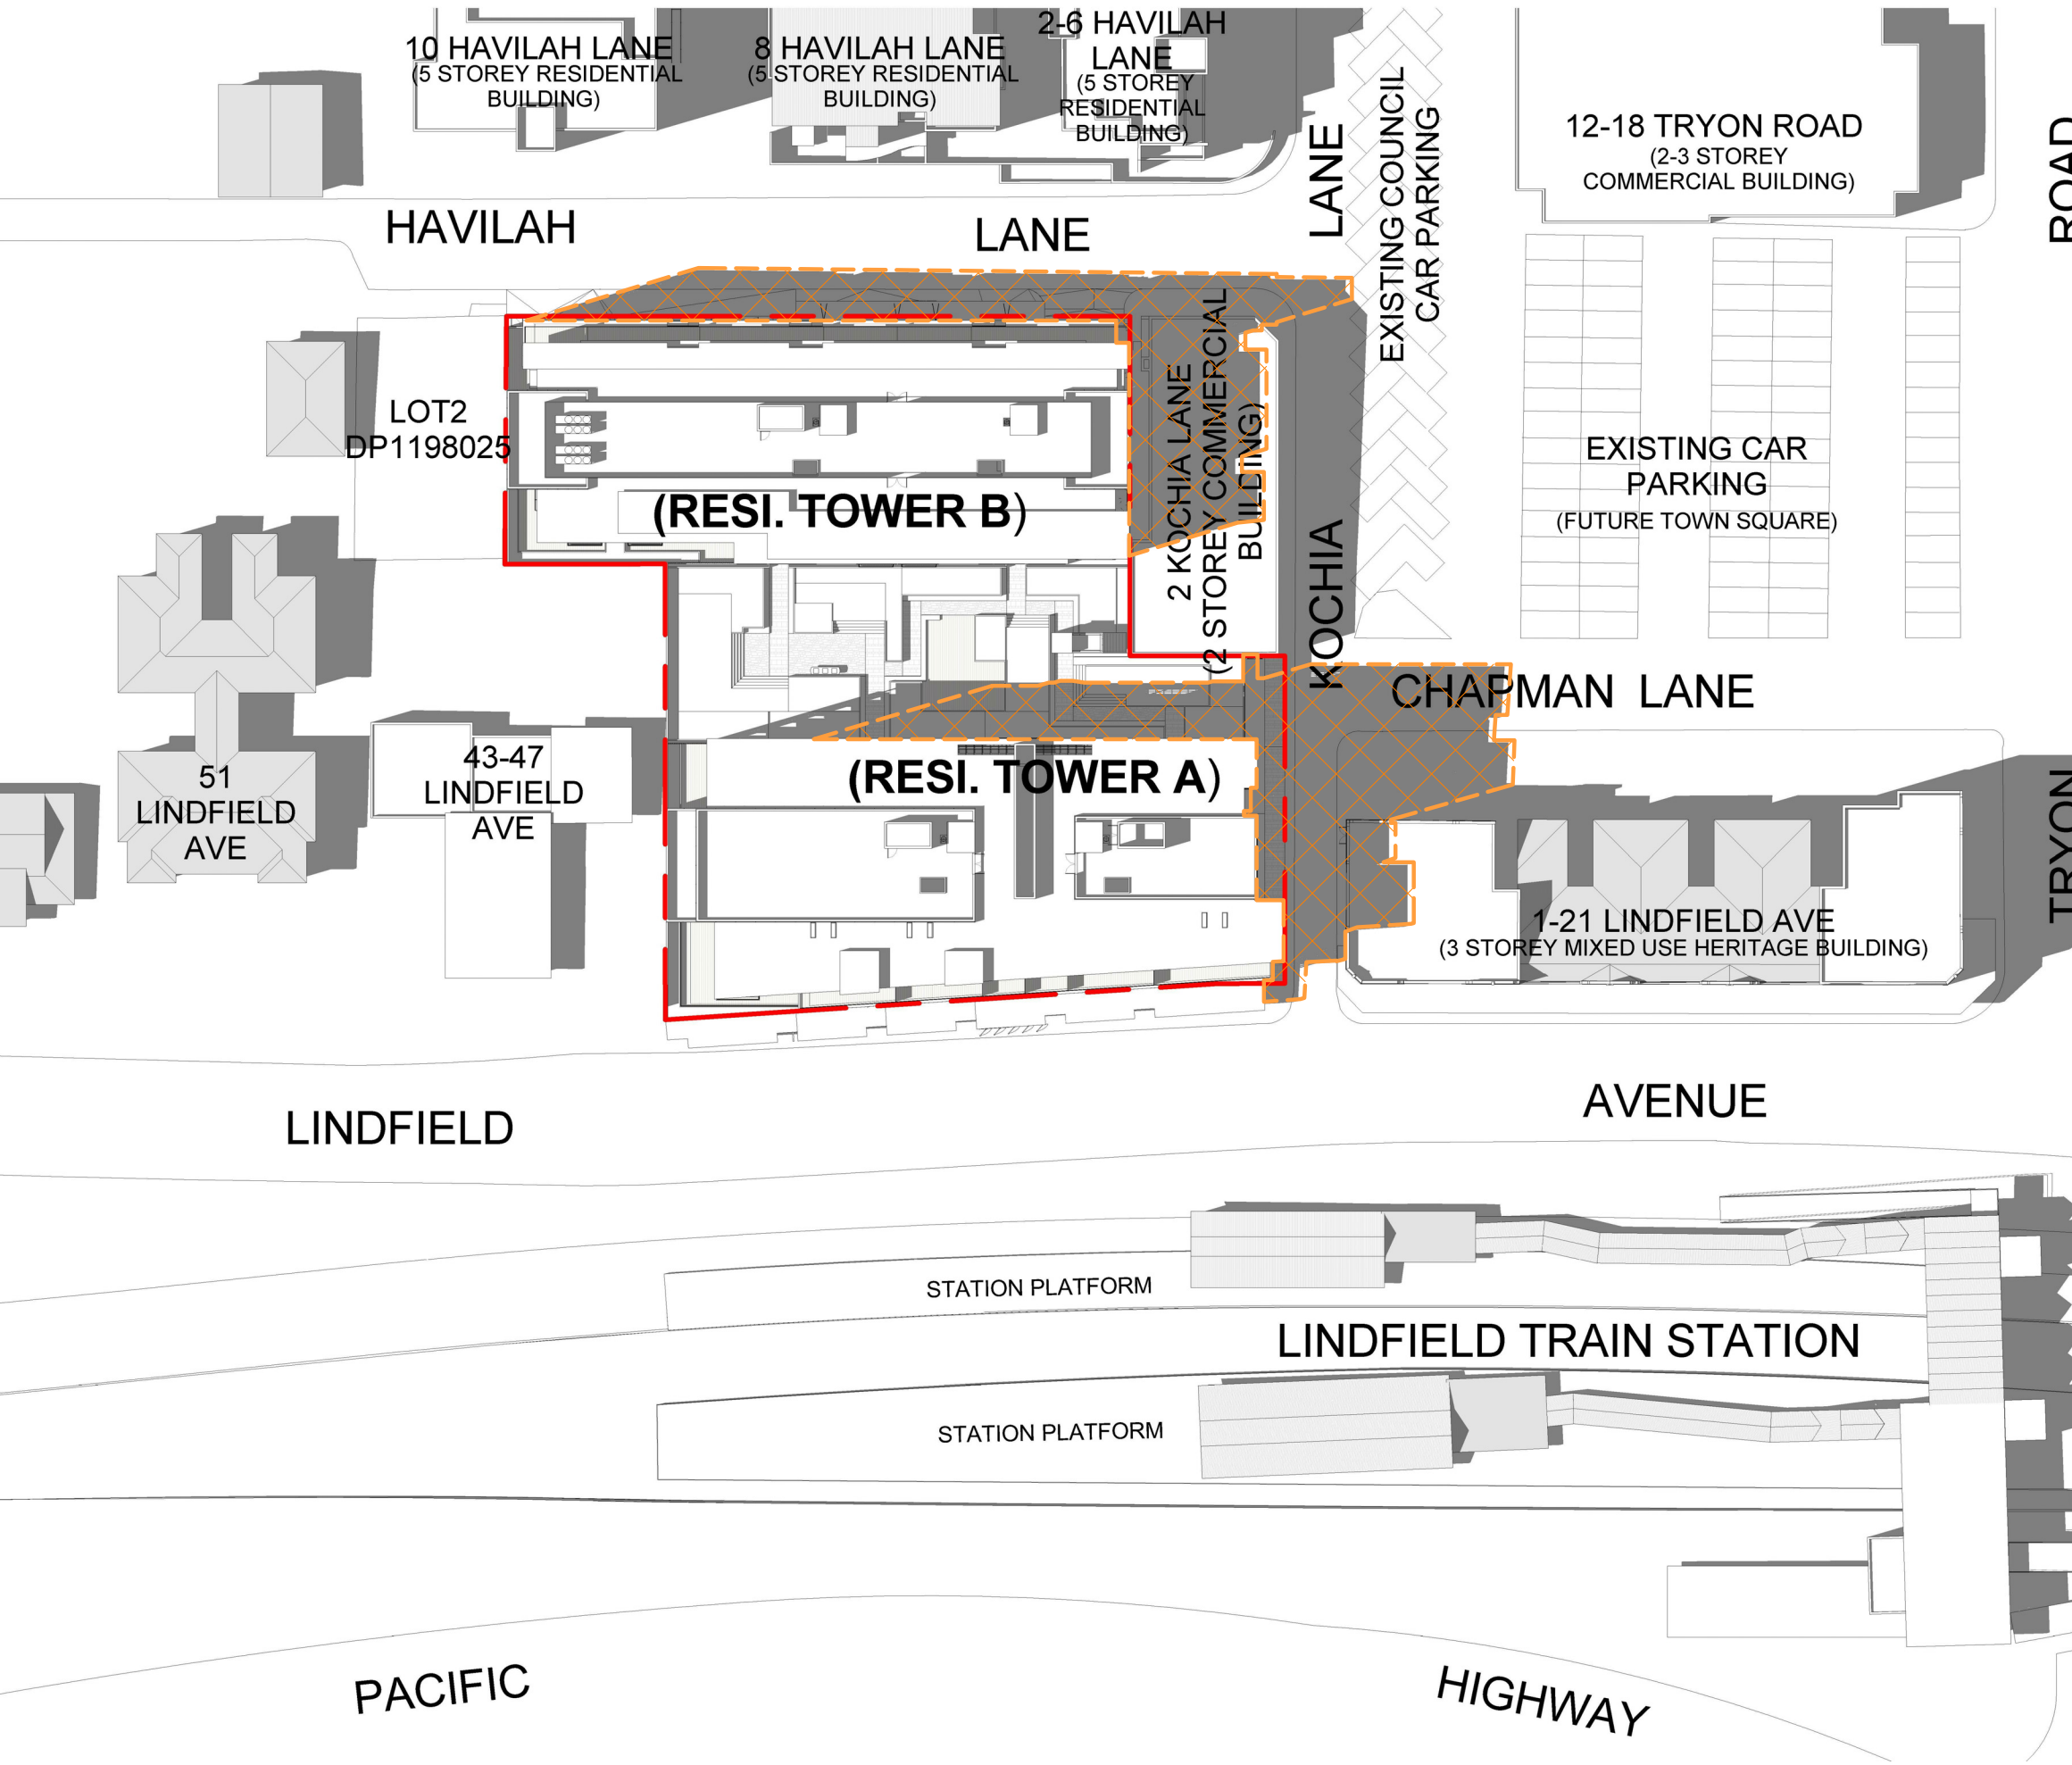 10 HAVILAH LANE
(5 STOREY RESIDENTIAL
BUILDING)
8 HAVILAH LANE
(5 STOREY RESIDENTIAL
BUILDING)
2-6 HAVILAH
LANE
(5 STOREY
RESIDENTIAL
BUILDING)
LANE
EXISTING COUNCIL
CAR PARKING
12-18 TRYON ROAD
(2-3 STOREY
COMMERCIAL BUILDING)
ROAD
HAVILAH
LANE
LOT2
DP1198025
(RESI. TOWER B)
2 KOCHIA LANE
(2 STOREY COMMERCIAL
BUILDING)
KOCHIA
EXISTING CAR
PARKING
(FUTURE TOWN SQUARE)
CHAPMAN LANE
51
LINDFIELD
AVE
43-47
LINDFIELD
AVE
(RESI. TOWER A)
1-21 LINDFIELD AVE
(3 STOREY MIXED USE HERITAGE BUILDING)
TRYON
LINDFIELD
AVENUE
STATION PLATFORM
LINDFIELD TRAIN STATION
STATION PLATFORM
PACIFIC
HIGHWAY